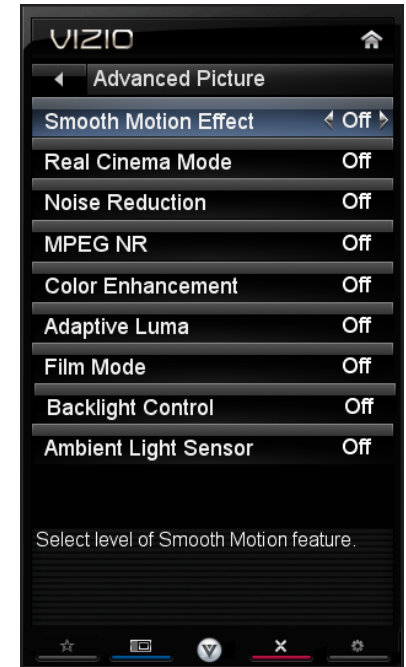 VIZIO
Advanced Picture
Smooth Motion Effect Off
Real Cinema Mode Off
Noise Reduction Off
MPEG NR Off
Color Enhancement Off
Adaptive Luma Off
Film Mode Off
Backlight Control Off
Ambient Light Sensor Off
Select level of Smooth Motion feature.
V